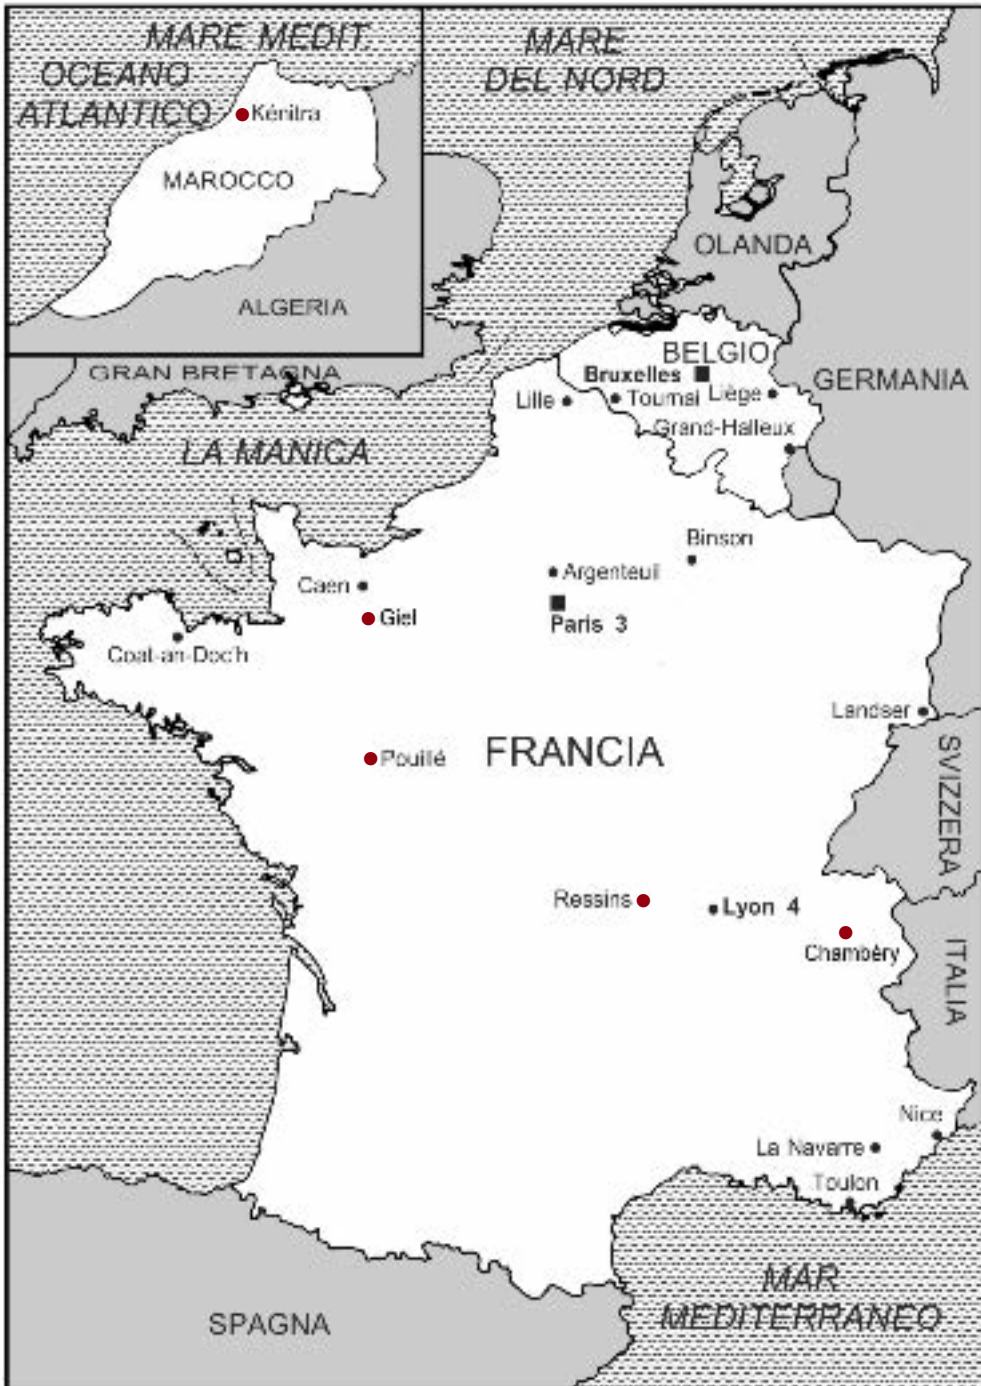 MARE MEDIT.
OCEANO
ATLANTICO
Kénitra
MAROCCO
ALGERIA
MARE
DEL NORD
OLANDA
GRAN BRETAGNA
BELGIO
Bruxelles
GERMANIA
Lille
Tournai
Liège
Grand-Halleux
LA MANICA
Binson
Caen
Argenteuil
Giel
Paris 3
Coat-an-Doc'h
Landser
Pouillé
FRANCIA
SVIZZERA
Ressins
Lyon 4
Chambéry
ITALIA
Nice
La Navarre
Toulon
MAR
MEDITERRANEO
SPAGNA